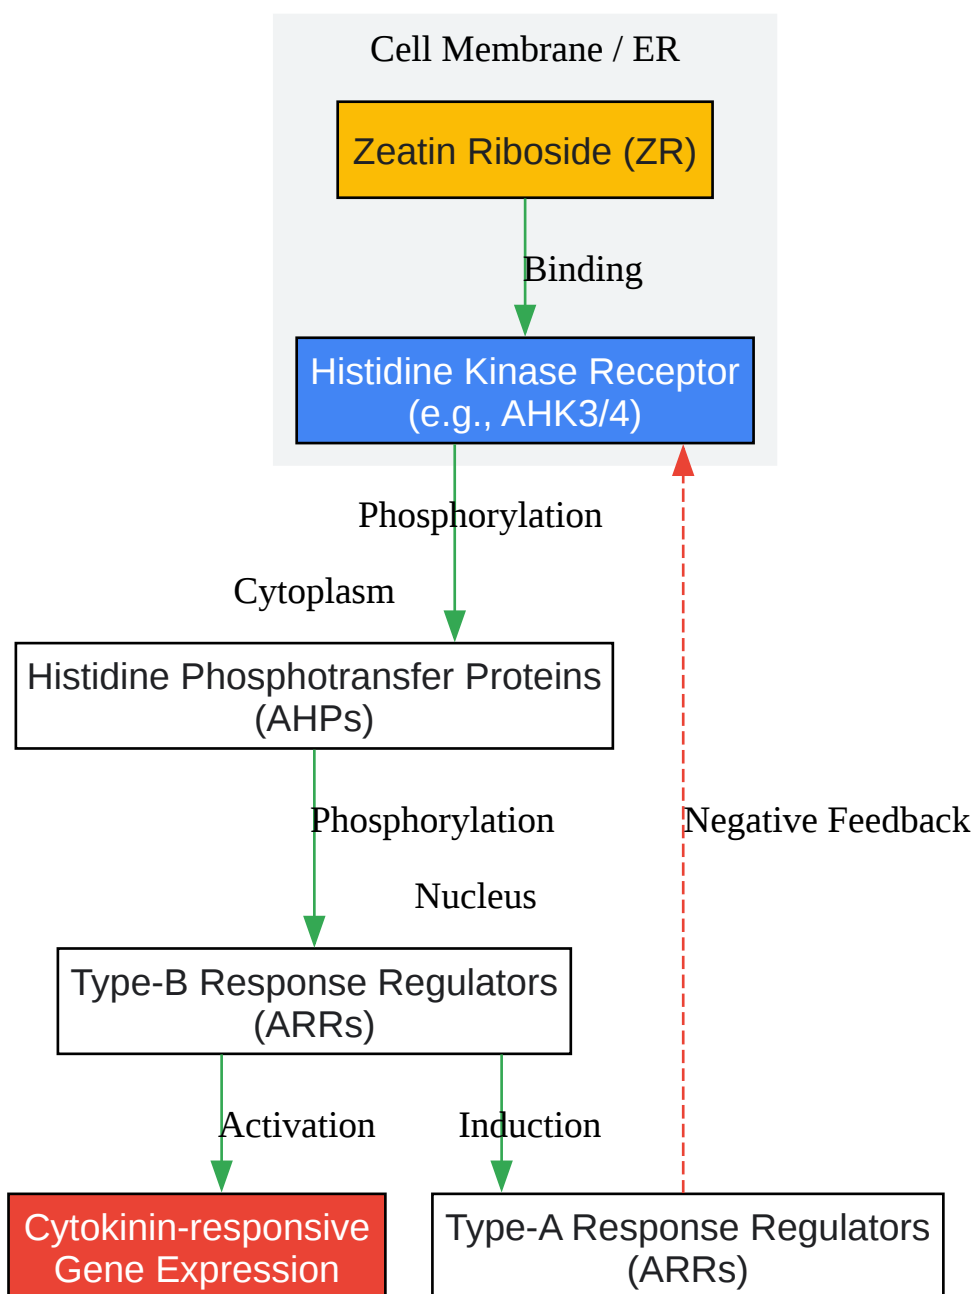 Cell Membrane / ER
Zeatin Riboside (ZR)
Binding
Histidine Kinase Receptor
(e.g., AHK3/4)
Phosphorylation
Cytoplasm
Histidine Phosphotransfer Proteins
(AHPs)
Phosphorylation
Negative Feedback
Nucleus
Type-B Response Regulators
(ARRs)
Activation
Induction
Cytokinin-responsive
Gene Expression
Type-A Response Regulators
(ARRs)